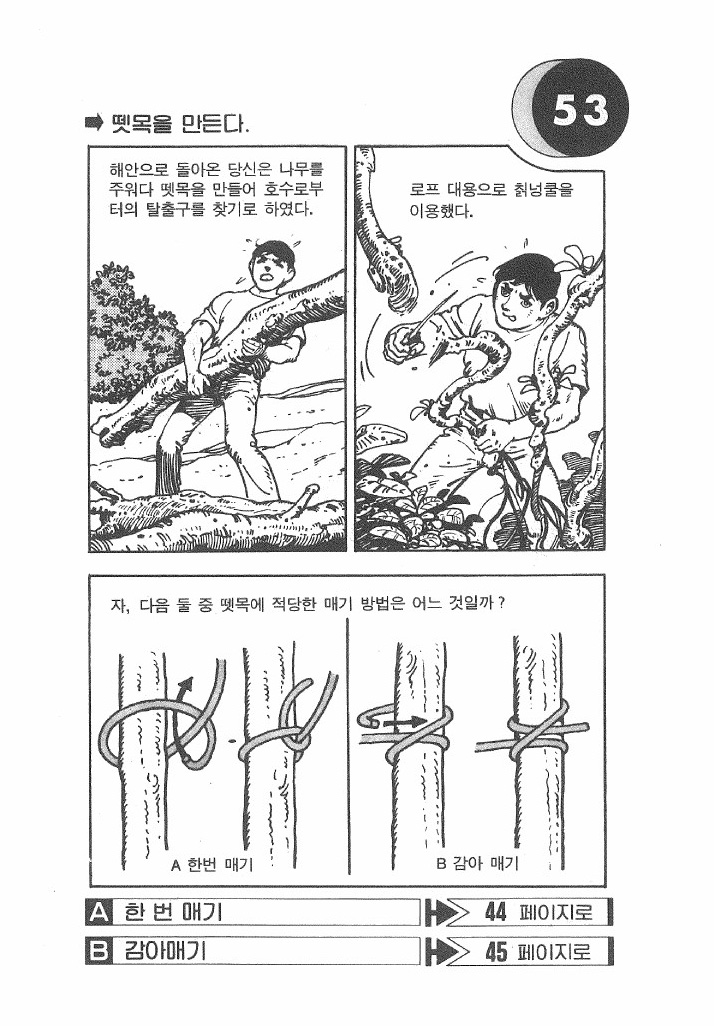 53
➡ 뗏목을 만든다.
해안으로 돌아온 당신은 나무를
주워다 뗏목을 만들어 호수로부
터의 탈출구를 찾기로 하였다.
로프 대용으로 칡넝쿨을
이용했다.
자, 다음 둘 중 뗏목에 적당한 매기 방법은 어느 것일까?
A 한번 매기
B 감아 매기
A 한번 매기
44 페이지로
B 감아매기
45 페이지로